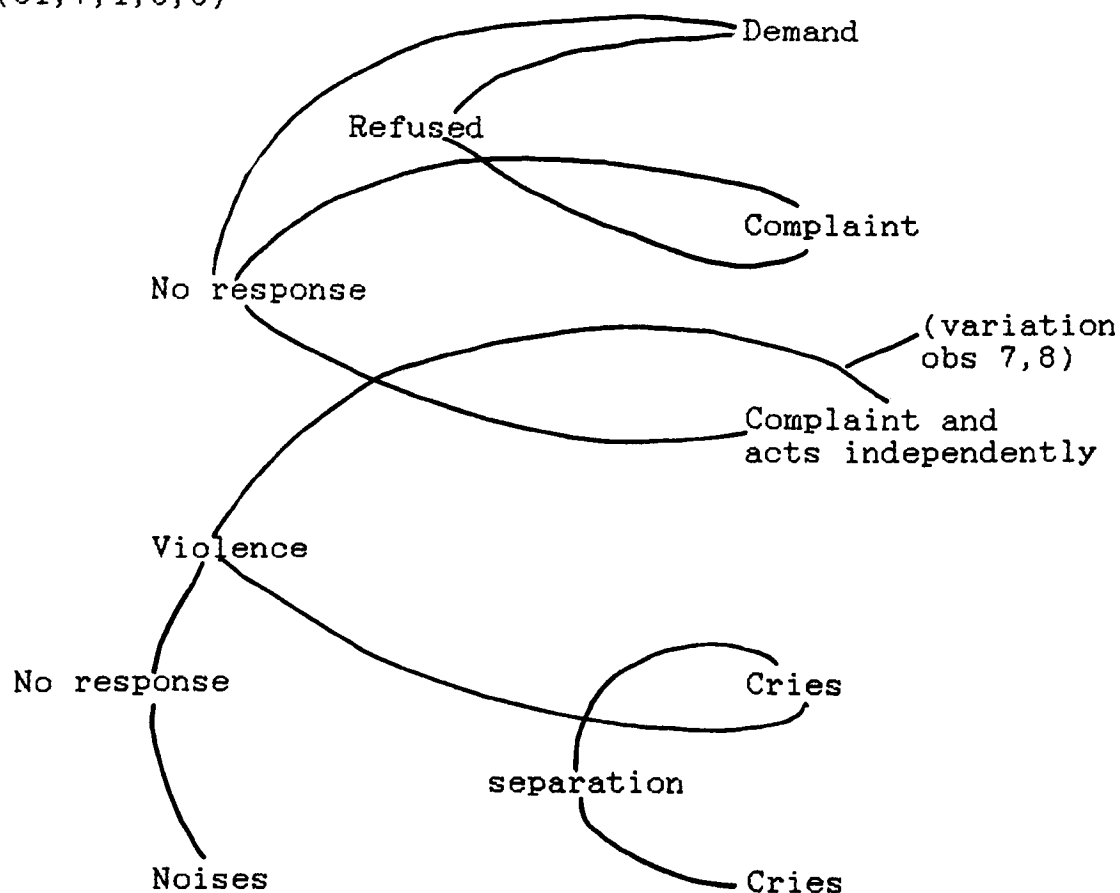 Demand
Refused
Complaint
No response
(variation
obs 7,8)
Complaint and
acts independently
Violence
No response
Cries
separation
Noises
Cries